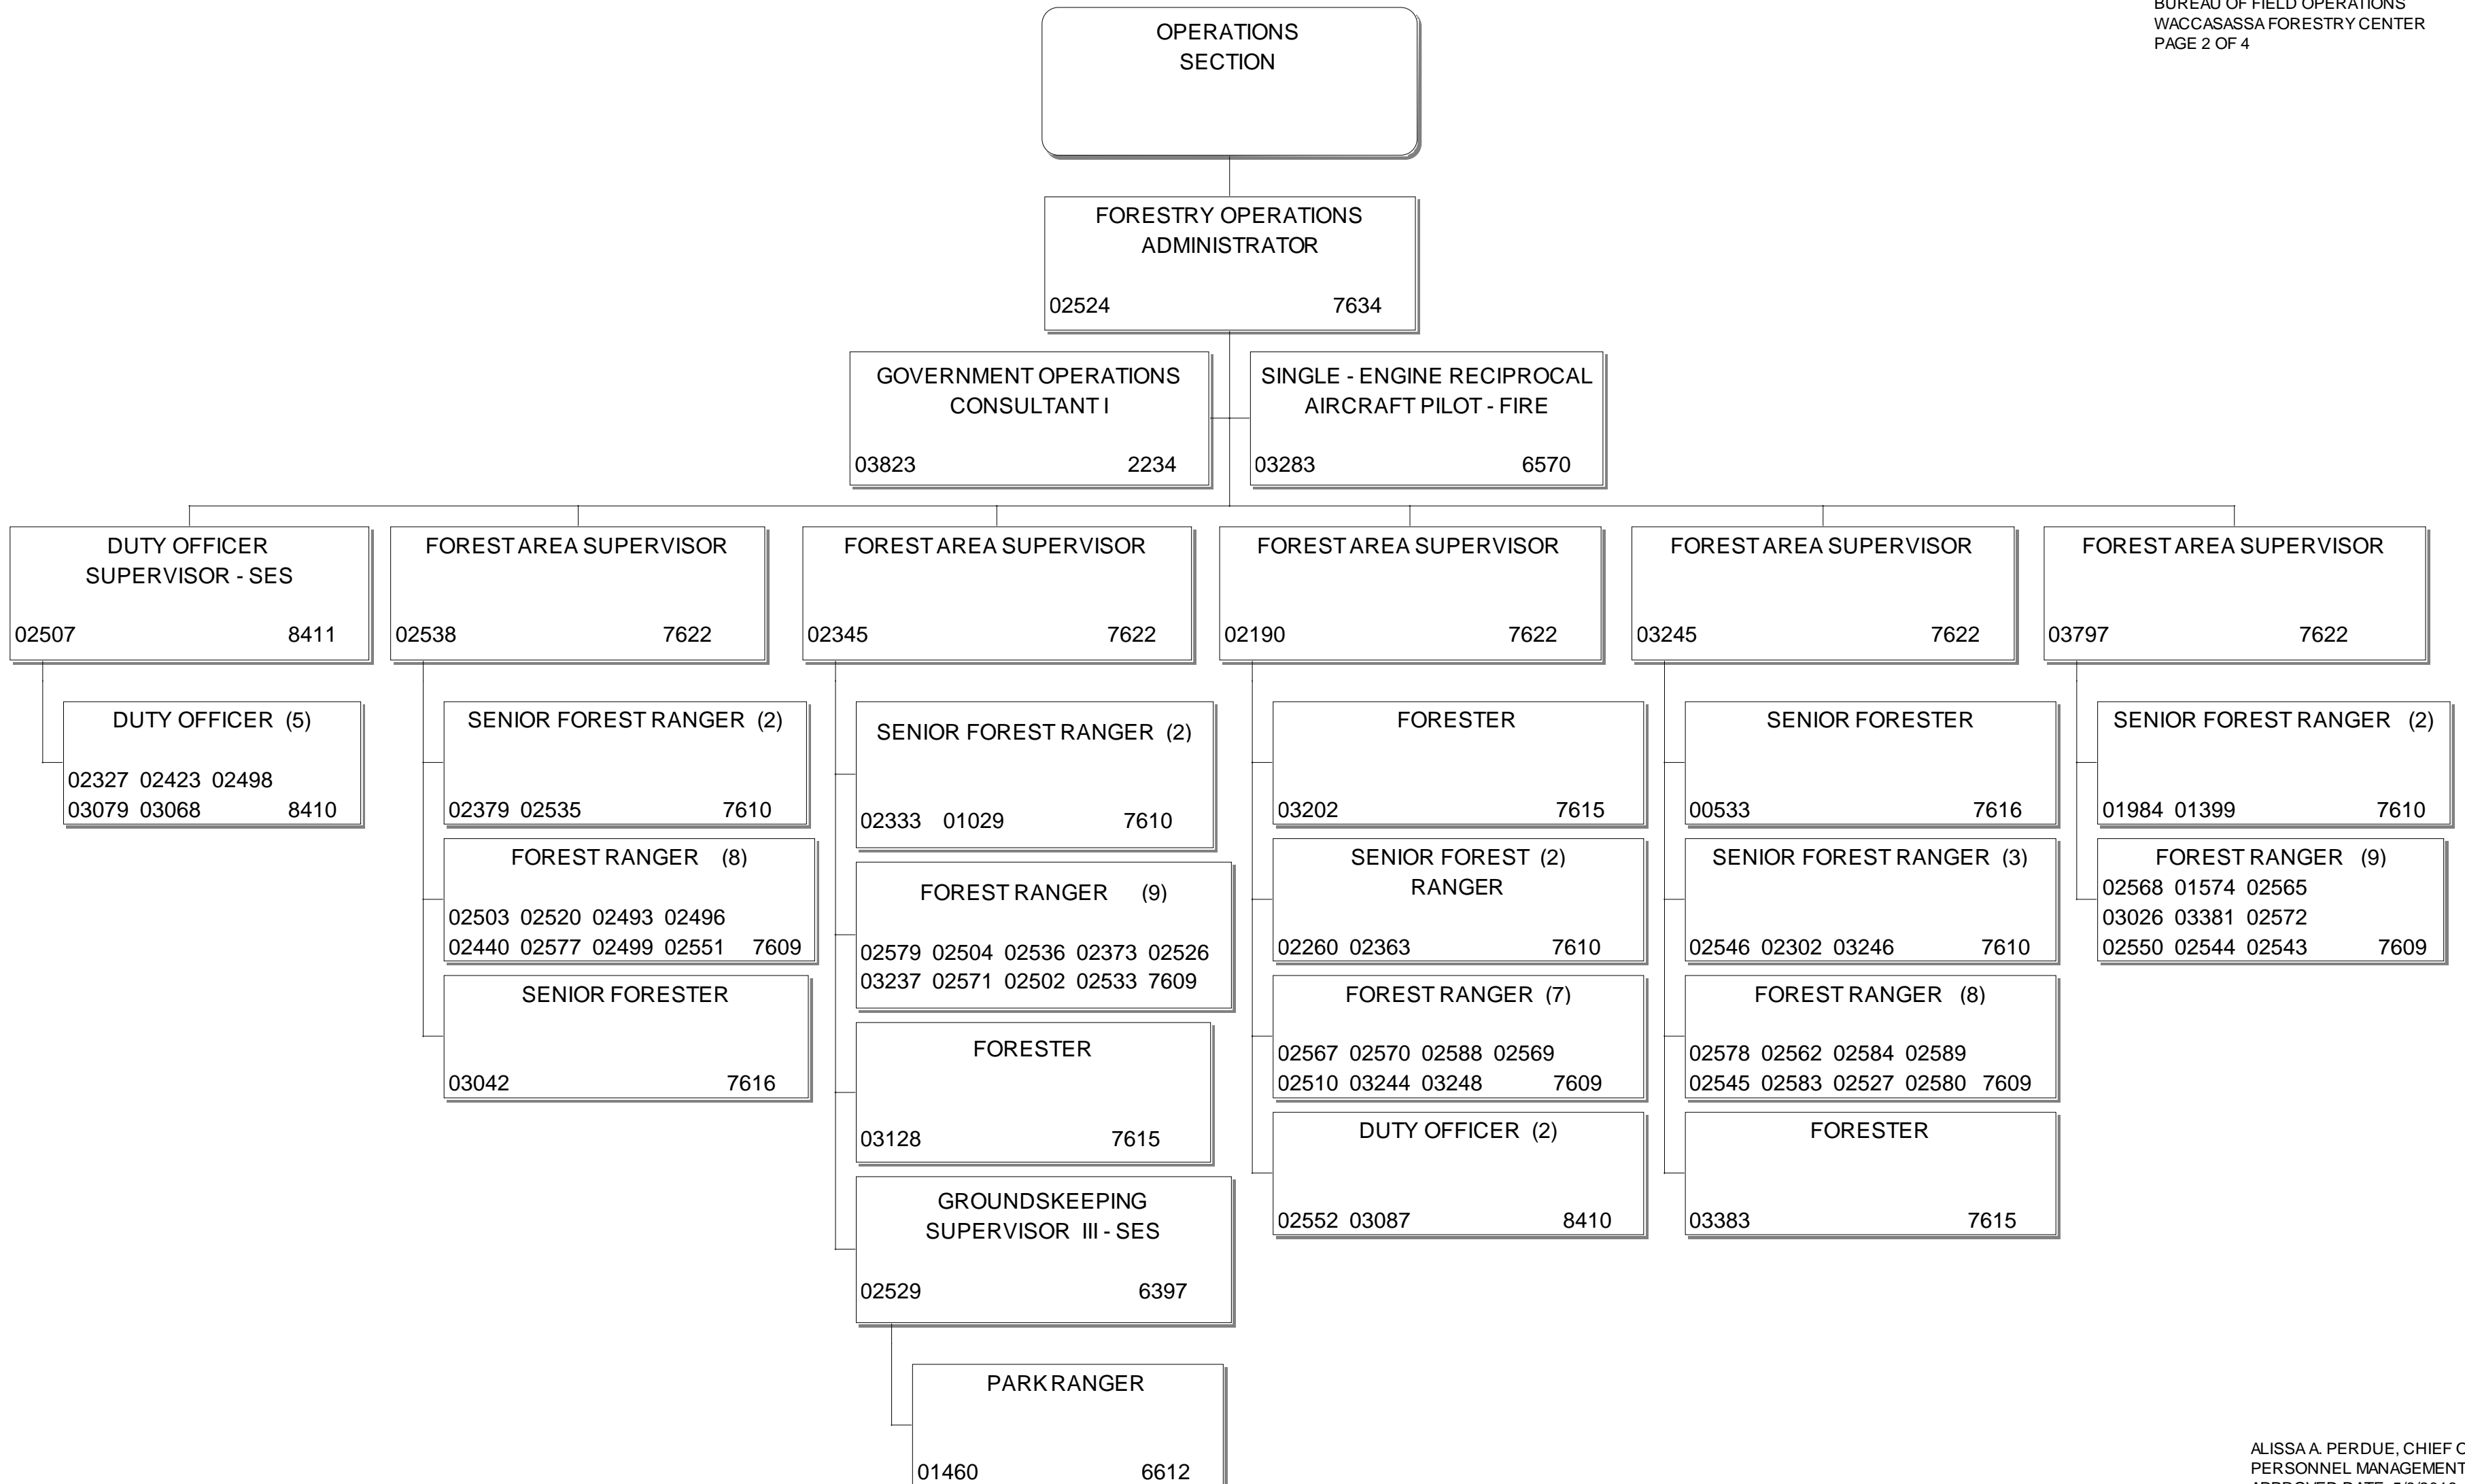 BUREAU OF FIELD OPERATIONS
WACCASASSA FORESTRY CENTER
PAGE 2 OF 4
OPERATIONS
SECTION
FORESTRY OPERATIONS
ADMINISTRATOR
02524 7634
GOVERNMENT OPERATIONS
CONSULTANT I
03823 2234
SINGLE - ENGINE RECIPROCAL
AIRCRAFT PILOT - FIRE
03283 6570
DUTY OFFICER
SUPERVISOR - SES
02507 8411
DUTY OFFICER (5)
02327 02423 02498
03079 03068 8410
FOREST AREA SUPERVISOR
02538 7622
SENIOR FOREST RANGER (2)
02379 02535 7610
FOREST RANGER (8)
02503 02520 02493 02496
02440 02577 02499 02551 7609
SENIOR FORESTER
03042 7616
FOREST AREA SUPERVISOR
02345 7622
SENIOR FOREST RANGER (2)
02333 01029 7610
FOREST RANGER (9)
02579 02504 02536 02373 02526
03237 02571 02502 02533 7609
FORESTER
03128 7615
GROUNDSKEEPING
SUPERVISOR III - SES
02529 6397
PARK RANGER
01460 6612
FOREST AREA SUPERVISOR
02190 7622
FORESTER
03202 7615
SENIOR FOREST (2)
RANGER
02260 02363 7610
FOREST RANGER (7)
02567 02570 02588 02569
02510 03244 03248 7609
DUTY OFFICER (2)
02552 03087 8410
FOREST AREA SUPERVISOR
03245 7622
SENIOR FORESTER
00533 7616
SENIOR FOREST RANGER (3)
02546 02302 03246 7610
FOREST RANGER (8)
02578 02562 02584 02589
02545 02583 02527 02580 7609
FORESTER
03383 7615
FOREST AREA SUPERVISOR
03797 7622
SENIOR FOREST RANGER (2)
01984 01399 7610
FOREST RANGER (9)
02568 01574 02565
03026 03381 02572
02550 02544 02543 7609
ALISSA A. PERDUE, CHIEF
PERSONNEL MANAGEMENT